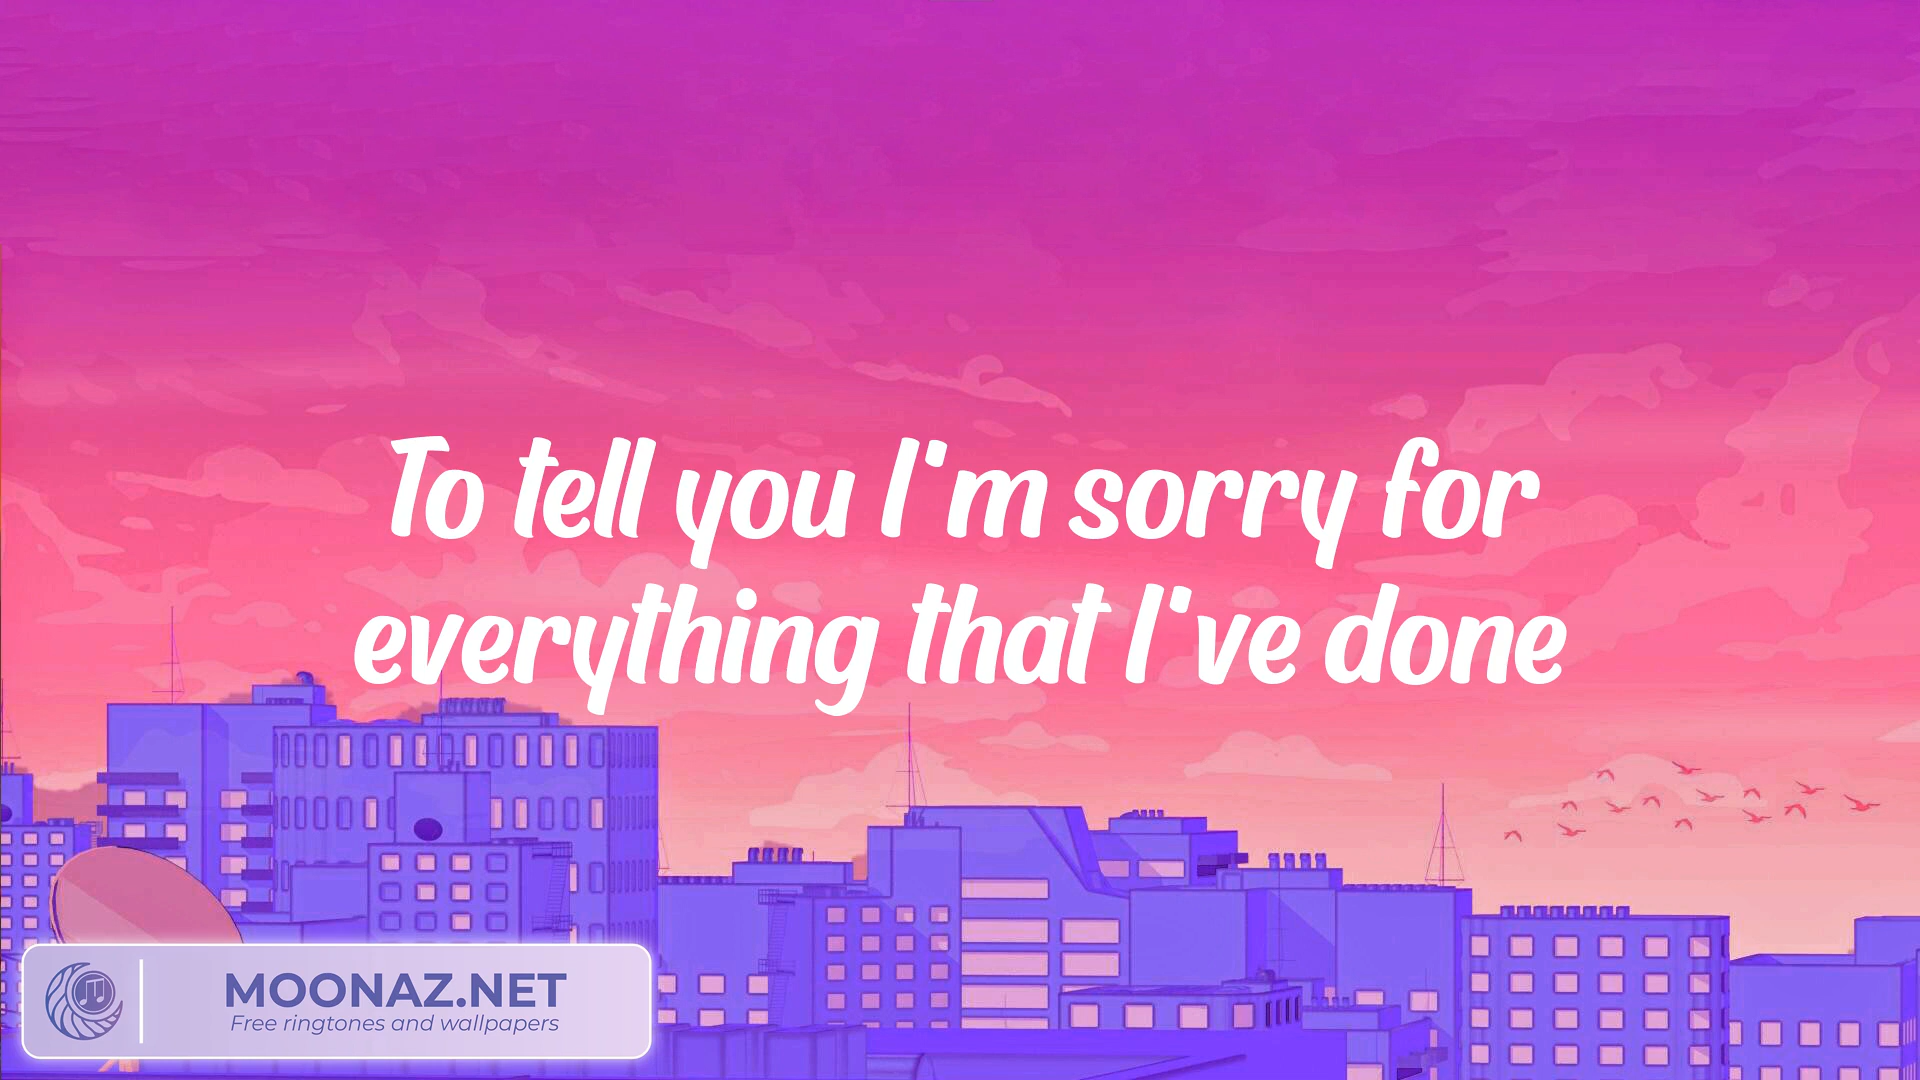 To tell you I'm sorry for
everything that I've done
MOONAZ.NET
Free ringtones and wallpapers